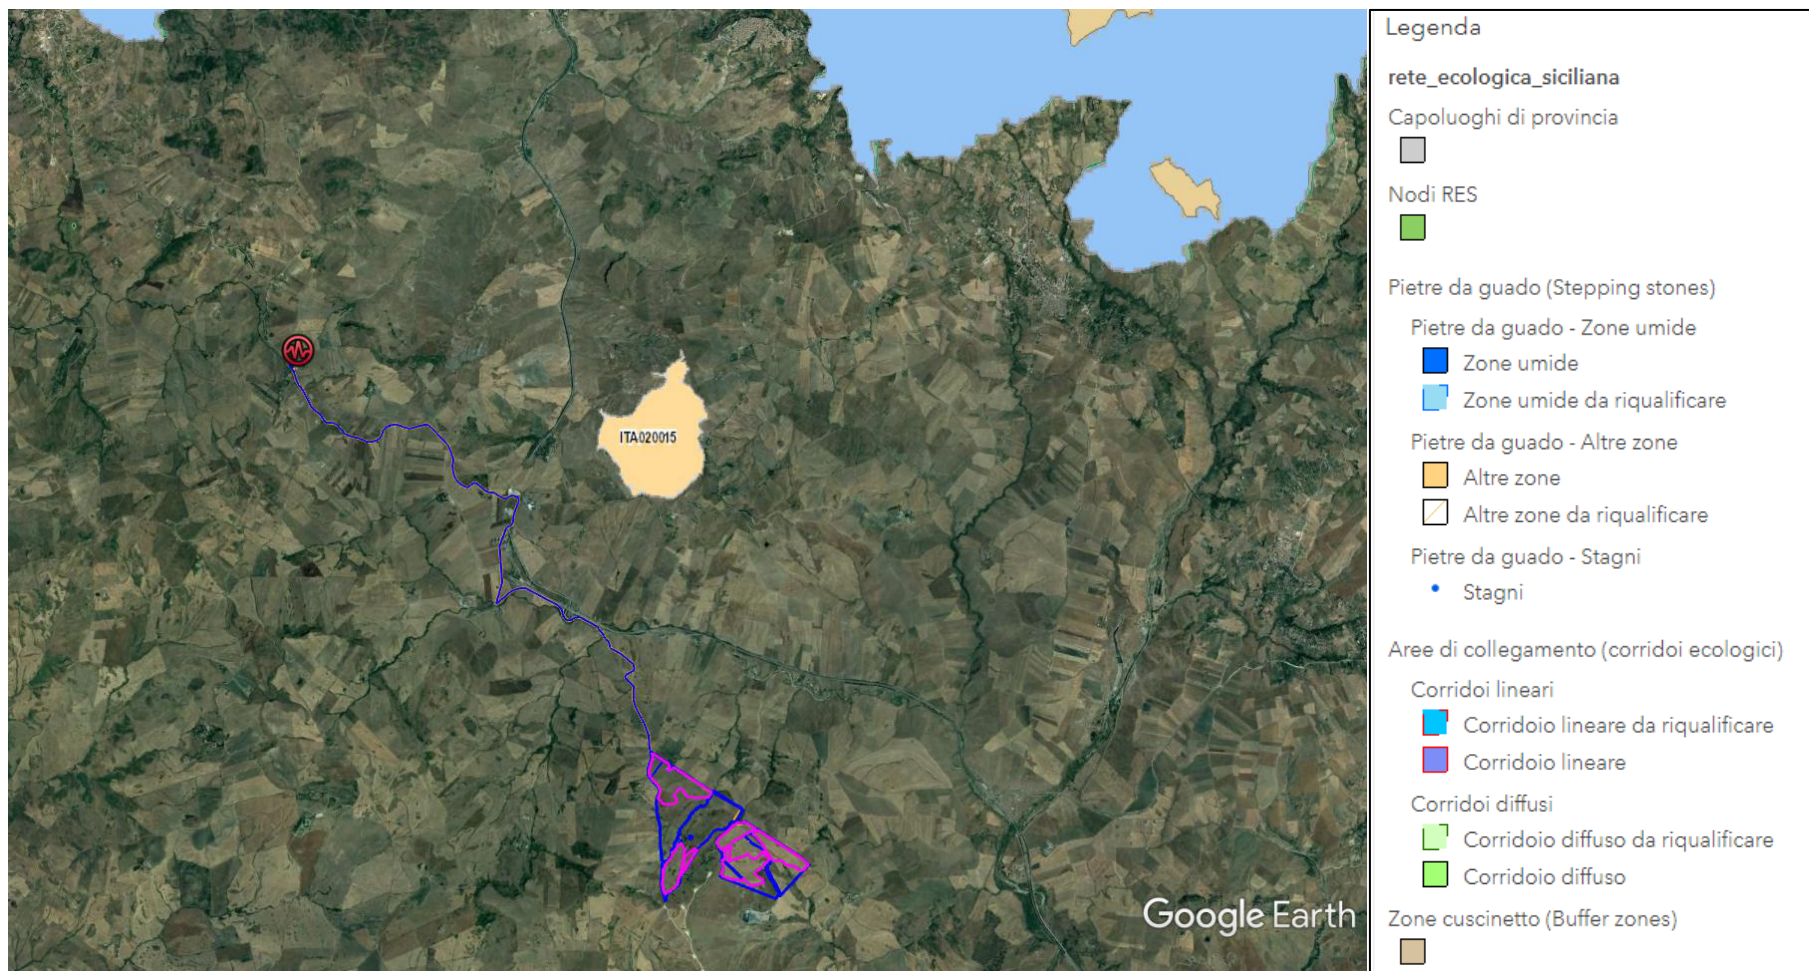 ITA020015
Google Earth
Legenda
rete_ecologica_siciliana
Capoluoghi di provincia
Nodi RES
Pietre da guado (Stepping stones)
Pietre da guado - Zone umide
Zone umide
Zone umide da riqualificare
Pietre da guado - Altre zone
Altre zone
Altre zone da riqualificare
Pietre da guado - Stagni
Stagni
Aree di collegamento (corridoi ecologici)
Corridoi lineari
Corridoio lineare da riqualificare
Corridoio lineare
Corridoi diffusi
Corridoio diffuso da riqualificare
Corridoio diffuso
Zone cuscinetto (Buffer zones)